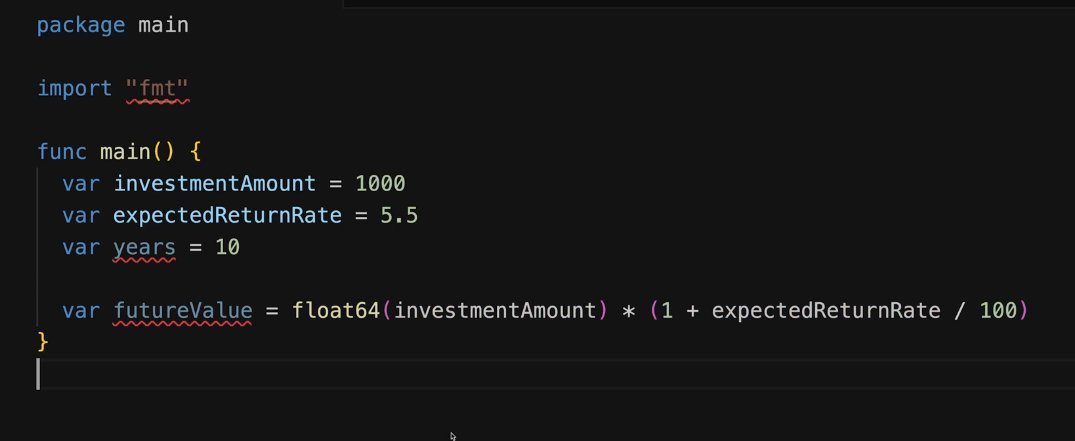 package main
import "fmt"
func main() {
var investmentAmount = 1000
var expectedReturnRate = 5.5
var years = 10
var futureValue = float64(investmentAmount) * (1 + expectedReturnRate / 100)
}